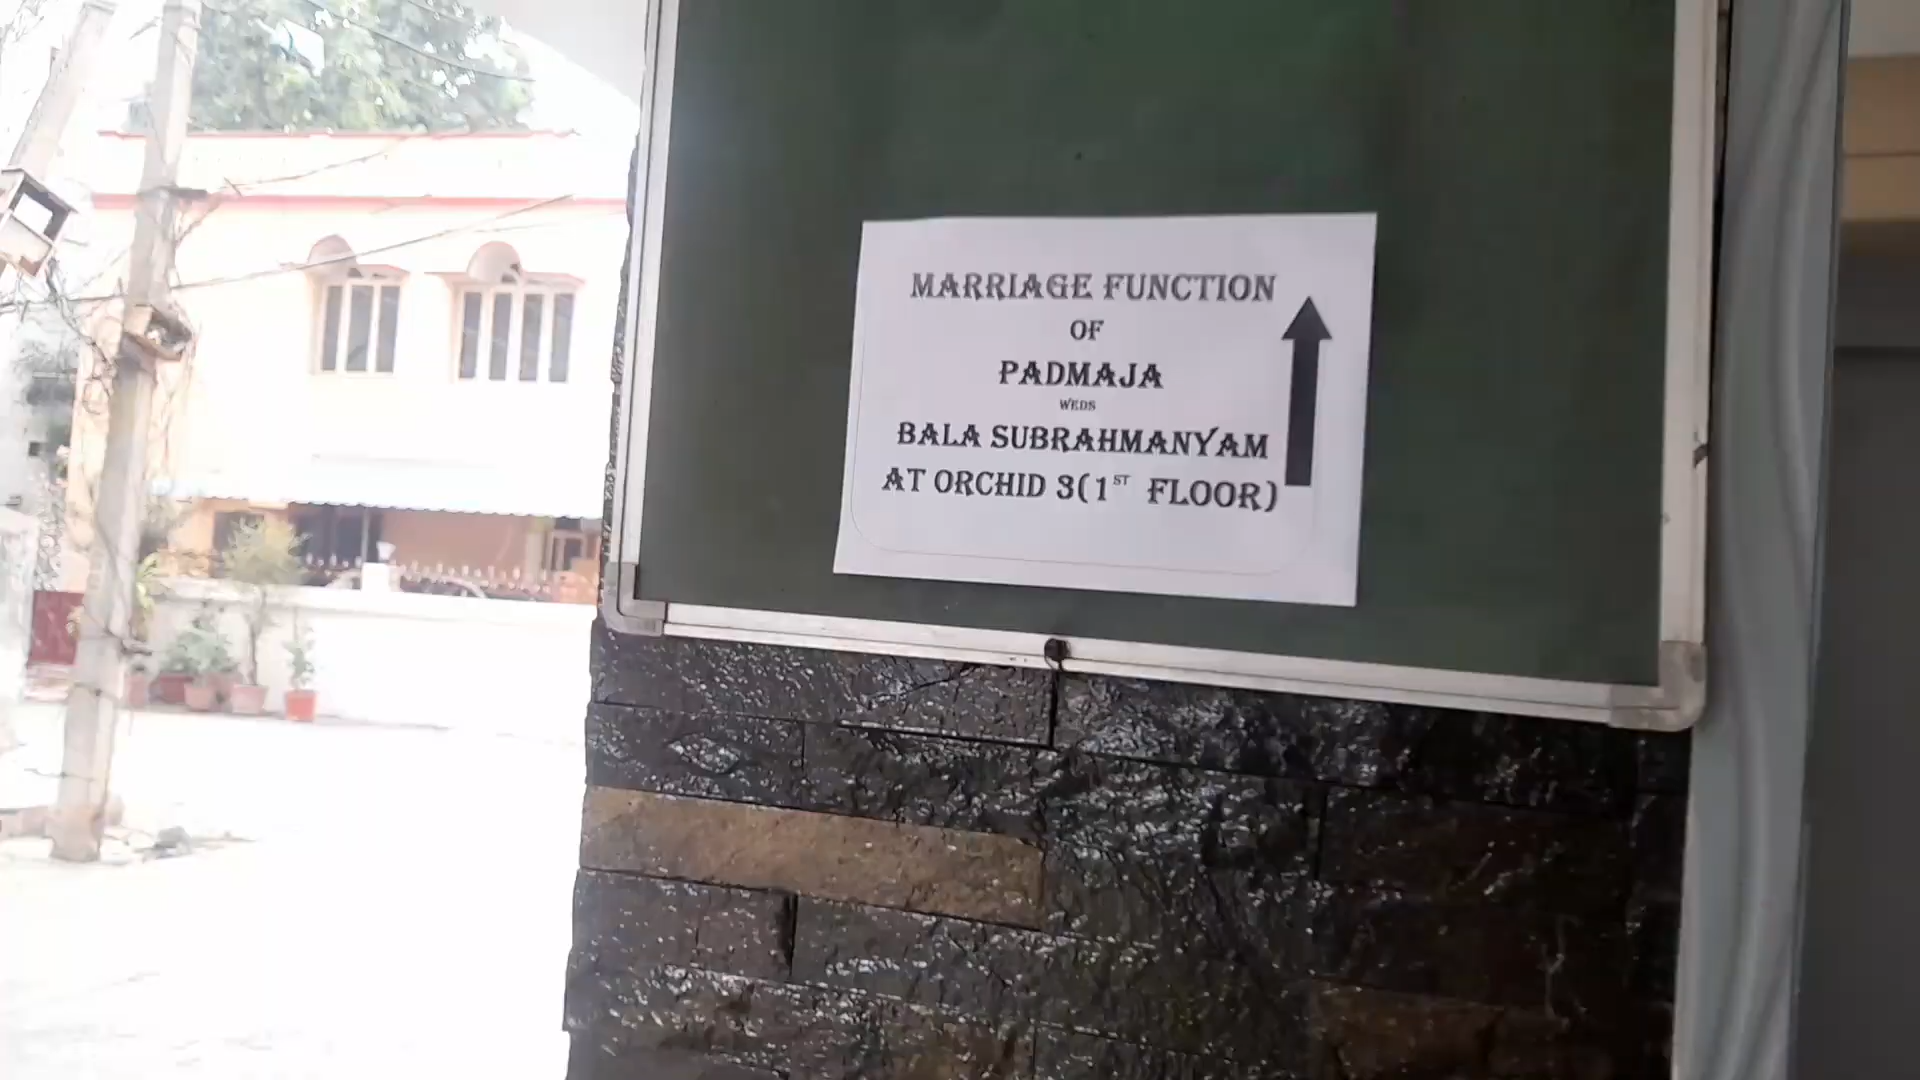 MARRIAGE FUNCTION
OF
PADMAJA
WEDS
BALA SUBRAHMANYAM
AT ORCHID 3(1ST FLOOR)